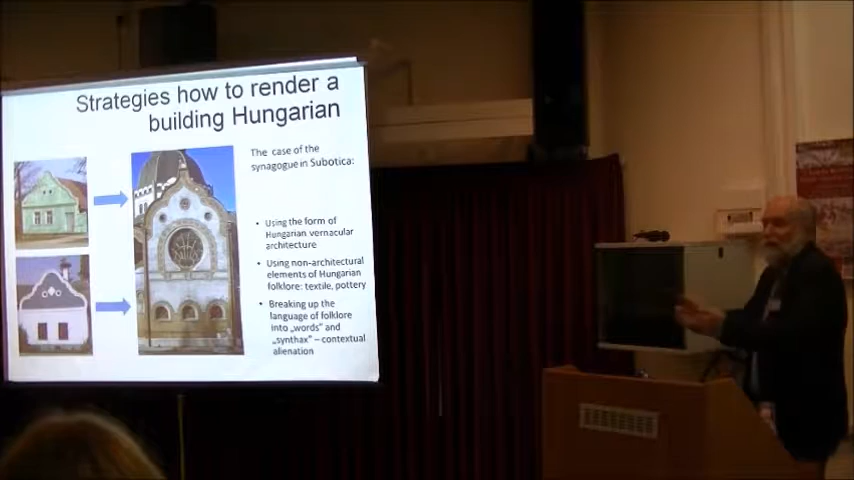 Strategies how to render a
building Hungarian
The case of the
synagogue in Subotica:
• Using the form of
Hungarian vernacular
architecture
• Using non-architectural
elements of Hungarian
folklore: textile, pottery
• Breaking up the
language of folklore
into „words" and
„synthax" – contextual
alienation